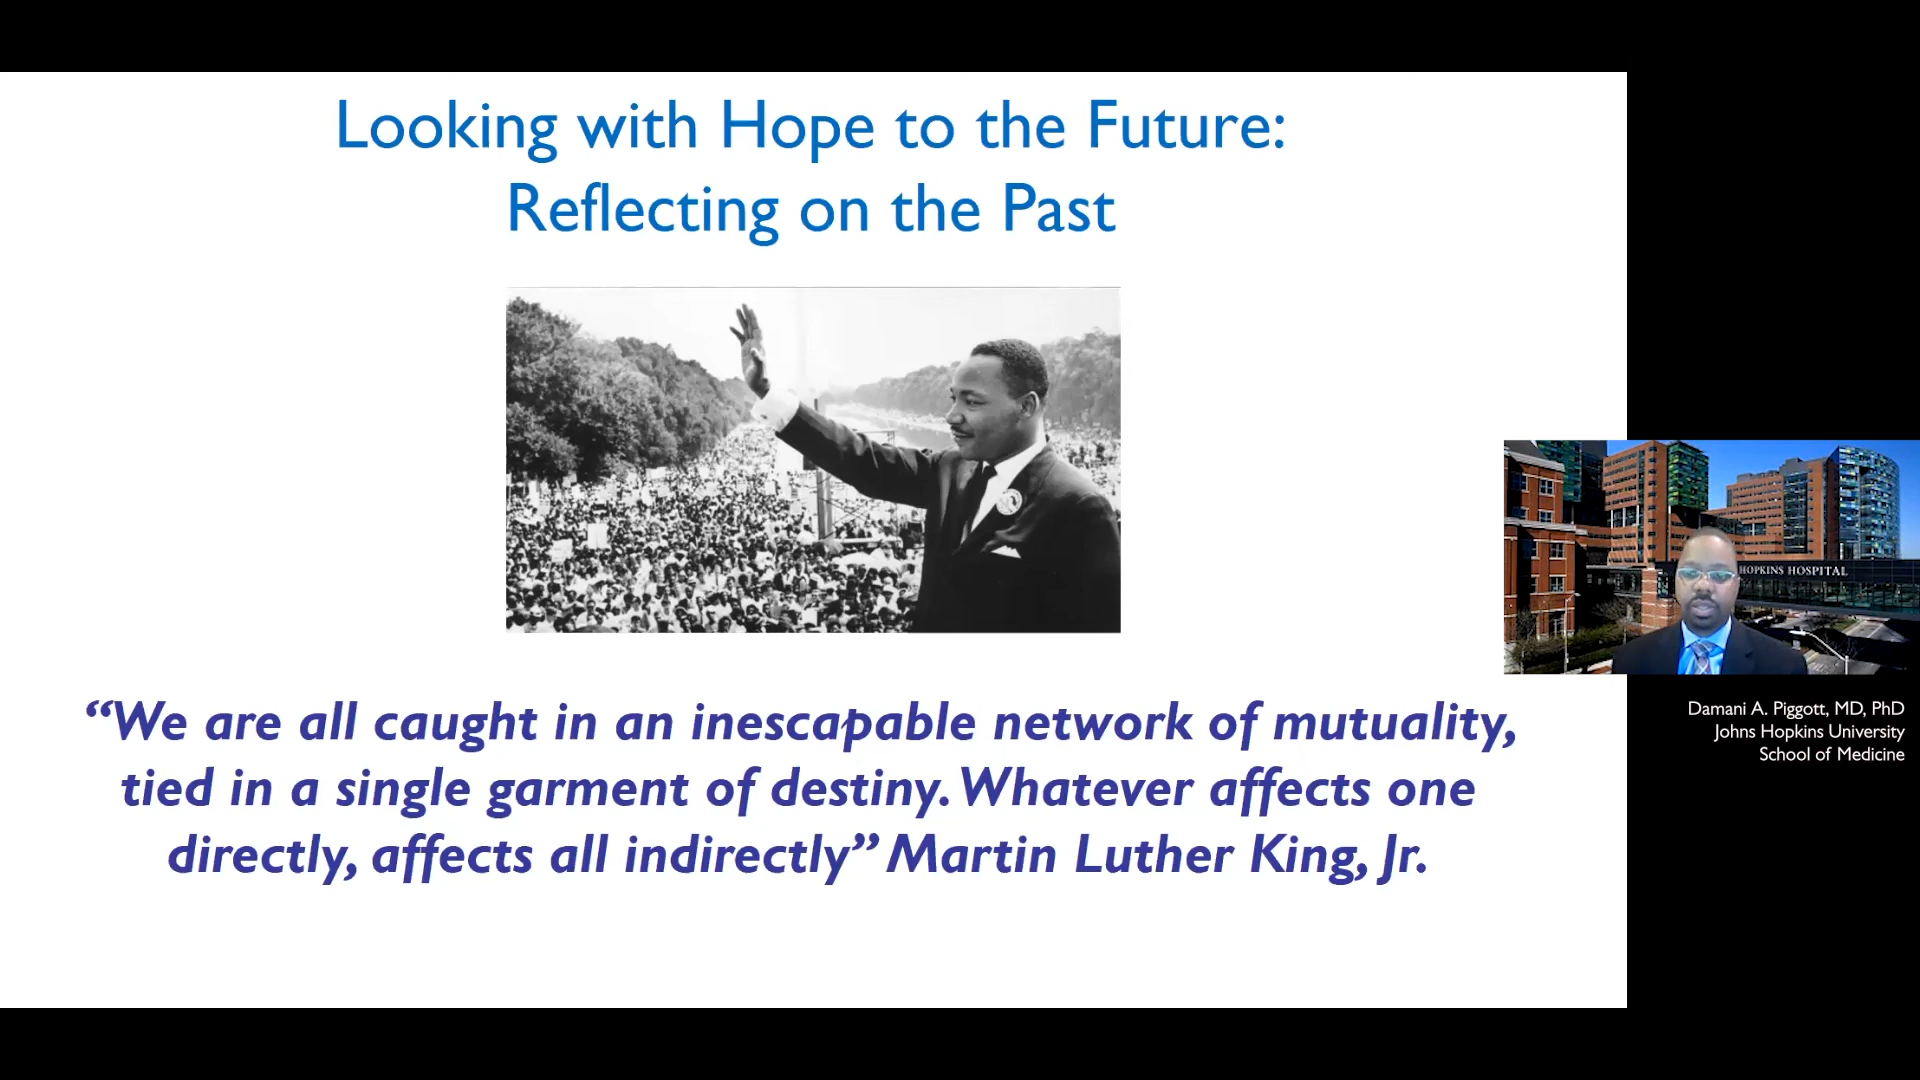 Looking with Hope to the Future:
Reflecting on the Past
HOPKINS HOSPITAL
“We are all caught in an inescapable network of mutuality,
tied in a single garment of destiny. Whatever affects one
directly, affects all indirectly” Martin Luther King, Jr.
Damani A. Piggott, MD, PhD
Johns Hopkins University
School of Medicine